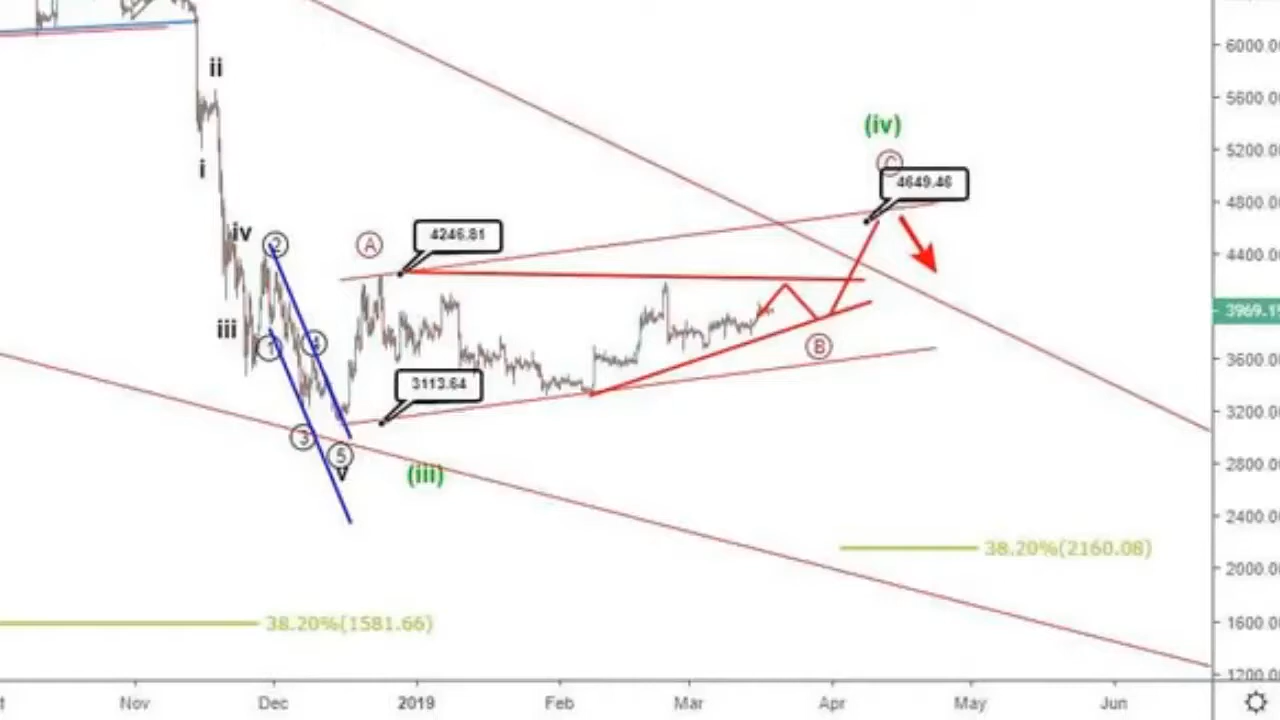 6000.00
ii
5600.00
(iv)
5200.00
C
i
4649.46
4800.00
iv
2
A
4246.81
4400.00
3969.15
iii
1
4
B
3600.00
3113.64
3200.00
3
5
v
(iii)
2800.00
2400.00
38.20%(2160.08)
2000.00
38.20%(1581.66)
1600.00
1200.00
Nov
Dec
2019
Feb
Mar
Apr
May
Jun